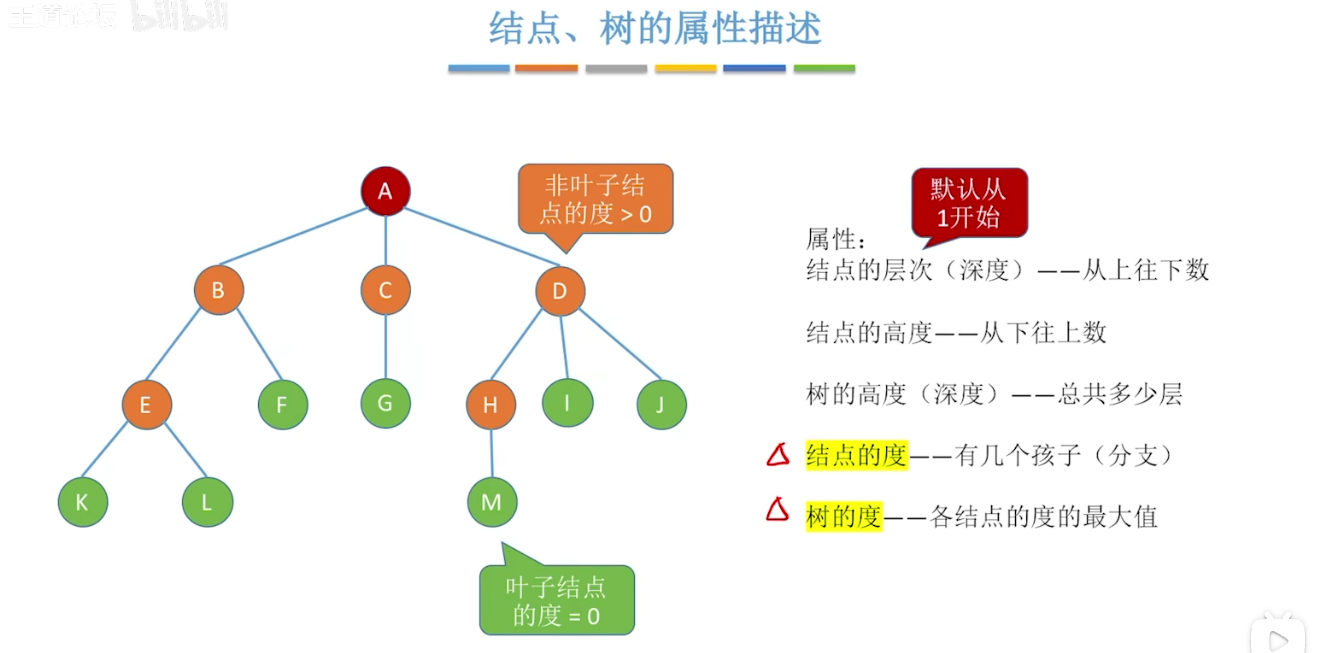 bilibili
结点、树的属性描述
A
非叶子结
点的度 > 0
默认从
1开始
属性：
结点的层次（深度）——从上往下数
B
C
D
结点的高度——从下往上数
树的高度（深度）——总共多少层
E
F
G
H
I
J
结点的度——有几个孩子（分支）
K
L
M
树的度——各结点的度的最大值
叶子结点
的度 = 0